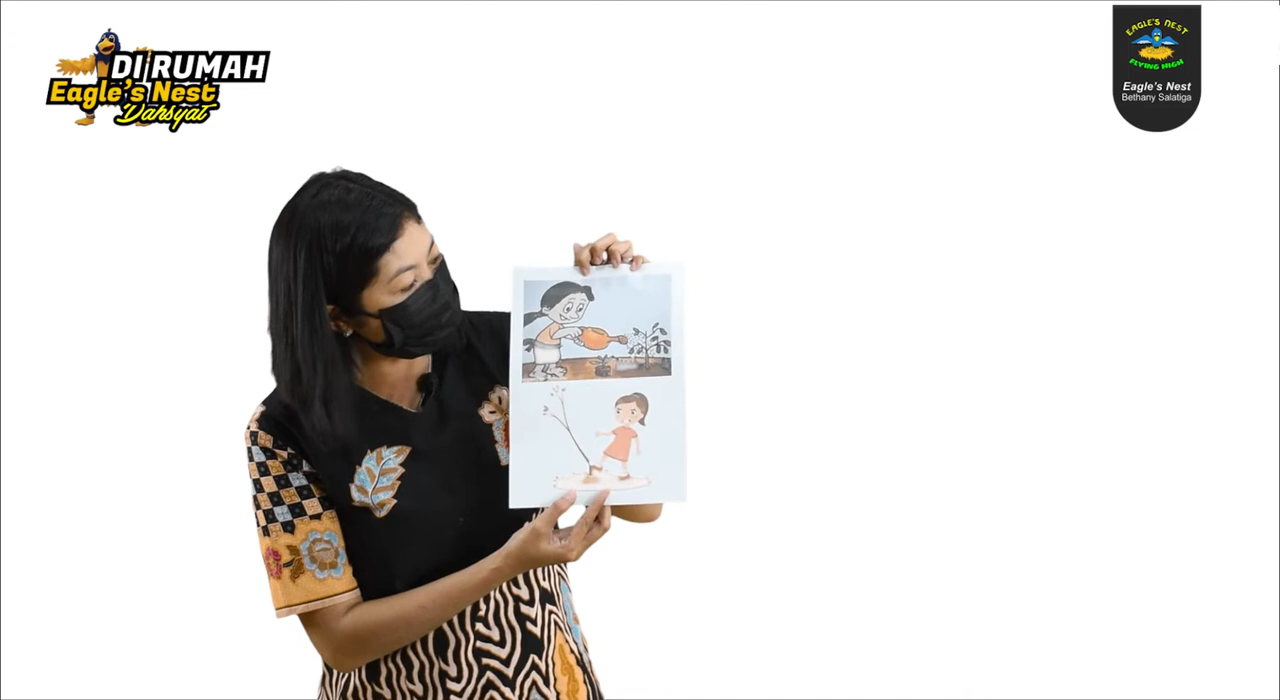 DI RUMAH
Eagle's Nest
Dahsyat
EAGLE'S NEST
FLYING HIGH
Eagle's Nest
Bethany Salatiga